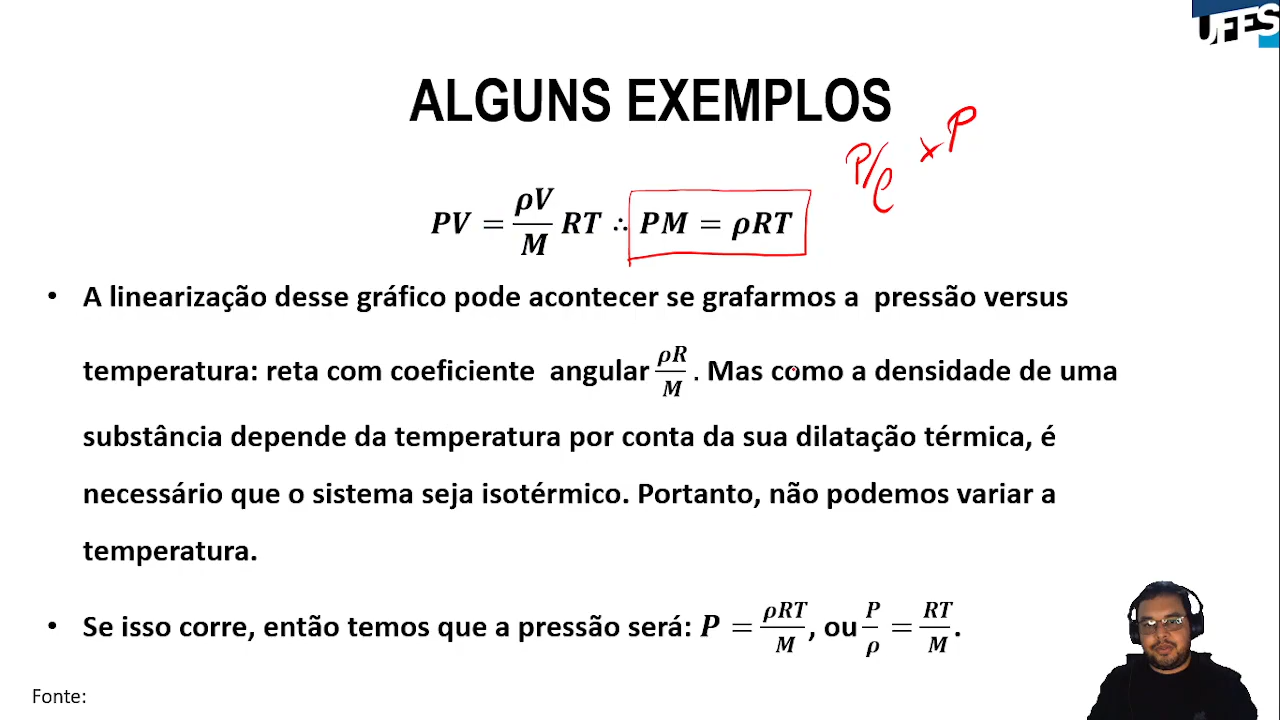 UFES
ALGUNS EXEMPLOS
P/ρ x P
PV = ρV/M RT ∴ PM = ρRT
• A linearização desse gráfico pode acontecer se grafarmos a pressão versus
temperatura: reta com coeficiente angular ρR/M . Mas como a densidade de uma
substância depende da temperatura por conta da sua dilatação térmica, é
necessário que o sistema seja isotérmico. Portanto, não podemos variar a
temperatura.
• Se isso corre, então temos que a pressão será: P = ρRT/M, ou P/ρ = RT/M.
Fonte: